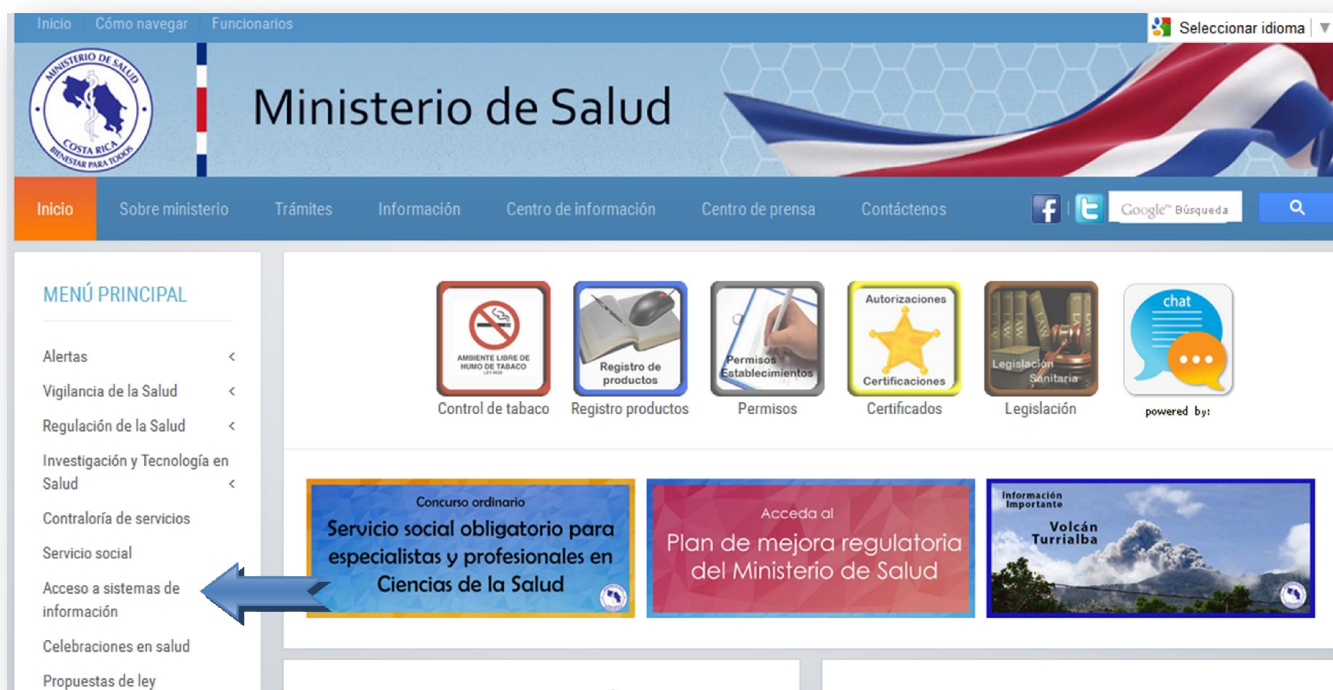 Inicio
Cómo navegar
Funcionarios
Seleccionar idioma
MINISTERIO DE SALUD
COSTA RICA
BIENESTAR PARA TODOS
Ministerio de Salud
Inicio
Sobre ministerio
Trámites
Información
Centro de información
Centro de prensa
Contáctenos
Google™ Búsqueda
MENÚ PRINCIPAL
Alertas
Vigilancia de la Salud
Regulación de la Salud
Investigación y Tecnología en
Salud
Contraloría de servicios
Servicio social
Acceso a sistemas de
información
Celebraciones en salud
Propuestas de ley
AMBIENTE LIBRE DE
HUMO DE TABACO
Control de tabaco
Registro de
productos
Registro productos
Permisos
Establecimientos
Permisos
Autorizaciones
Certificaciones
Certificados
LAW
LAW
Legislación
Sanitaria
Legislación
chat
powered by:
Concurso ordinario
Servicio social obligatorio para
especialistas y profesionales en
Ciencias de la Salud
Acceda al
Plan de mejora regulatoria
del Ministerio de Salud
Información
Importante
Volcán
Turrialba